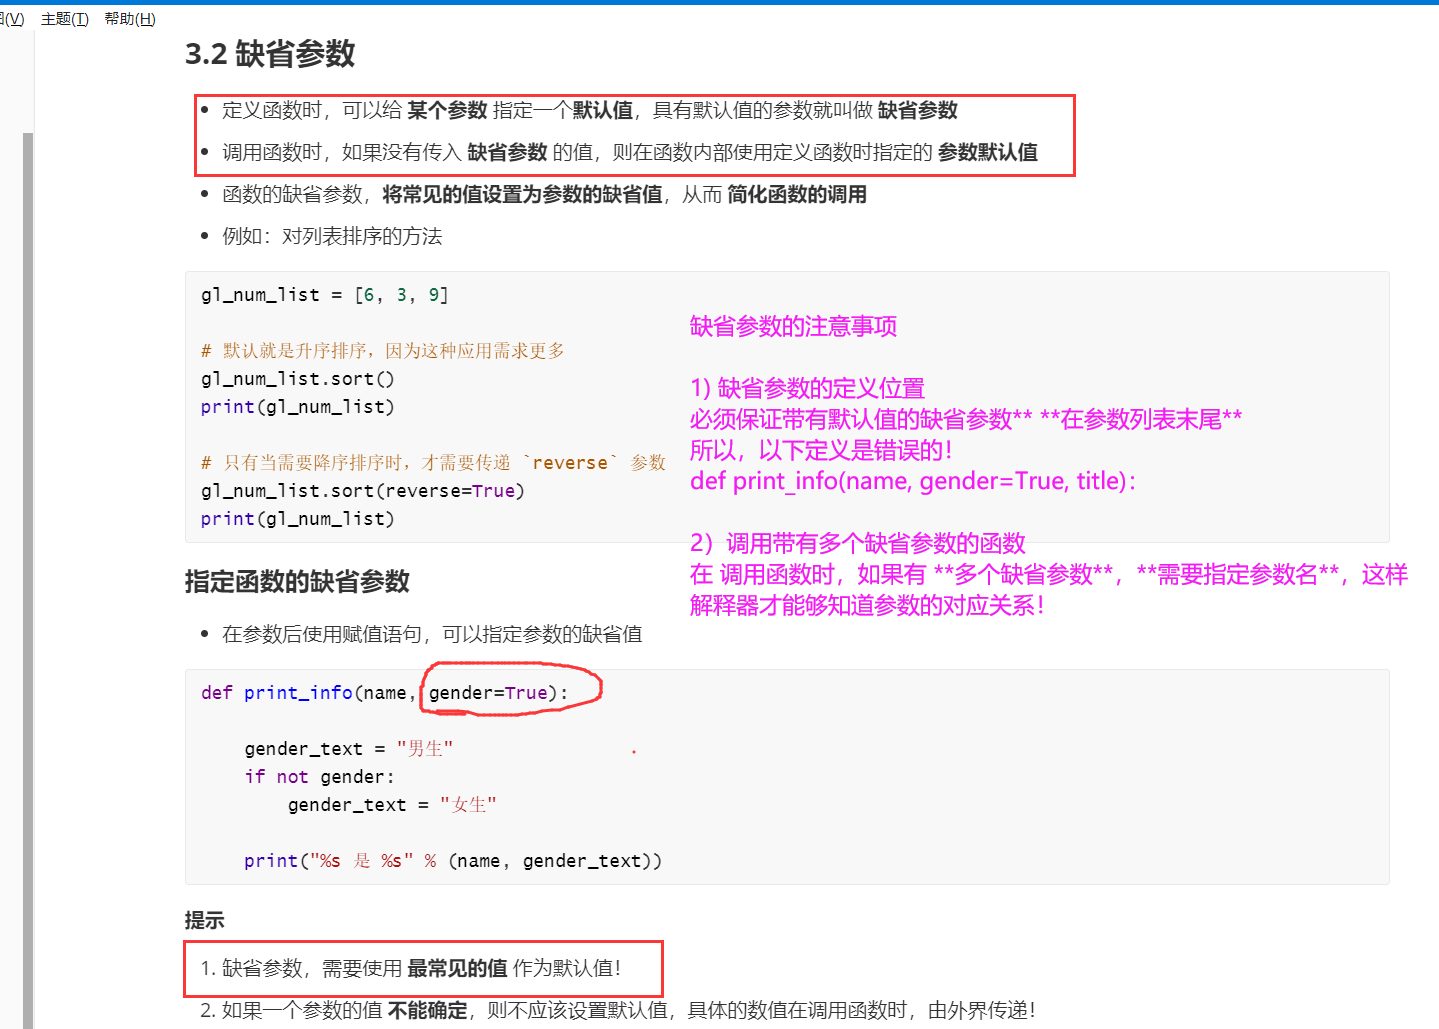 图(V) 主题(T) 帮助(H)
3.2 缺省参数
• 定义函数时，可以给 某个参数 指定一个默认值，具有默认值的参数就叫做 缺省参数
• 调用函数时，如果没有传入 缺省参数 的值，则在函数内部使用定义函数时指定的 参数默认值
• 函数的缺省参数，将常见的值设置为参数的缺省值，从而 简化函数的调用
• 例如：对列表排序的方法
gl_num_list = [6, 3, 9]
# 默认就是升序排序，因为这种应用需求更多
gl_num_list.sort()
print(gl_num_list)
# 只有当需要降序排序时，才需要传递 `reverse` 参数
gl_num_list.sort(reverse=True)
print(gl_num_list)
缺省参数的注意事项
1) 缺省参数的定义位置
必须保证带有默认值的缺省参数** **在参数列表末尾**
所以，以下定义是错误的！
def print_info(name, gender=True, title)：
2）调用带有多个缺省参数的函数
在 调用函数时，如果有 **多个缺省参数**，**需要指定参数名**，这样
解释器才能够知道参数的对应关系！
指定函数的缺省参数
• 在参数后使用赋值语句，可以指定参数的缺省值
def print_info(name, gender=True):
gender_text = "男生"
if not gender:
gender_text = "女生"
print("%s 是 %s" % (name, gender_text))
提示
1. 缺省参数，需要使用 最常见的值 作为默认值！
2. 如果一个参数的值 不能确定，则不应该设置默认值，具体的数值在调用函数时，由外界传递！